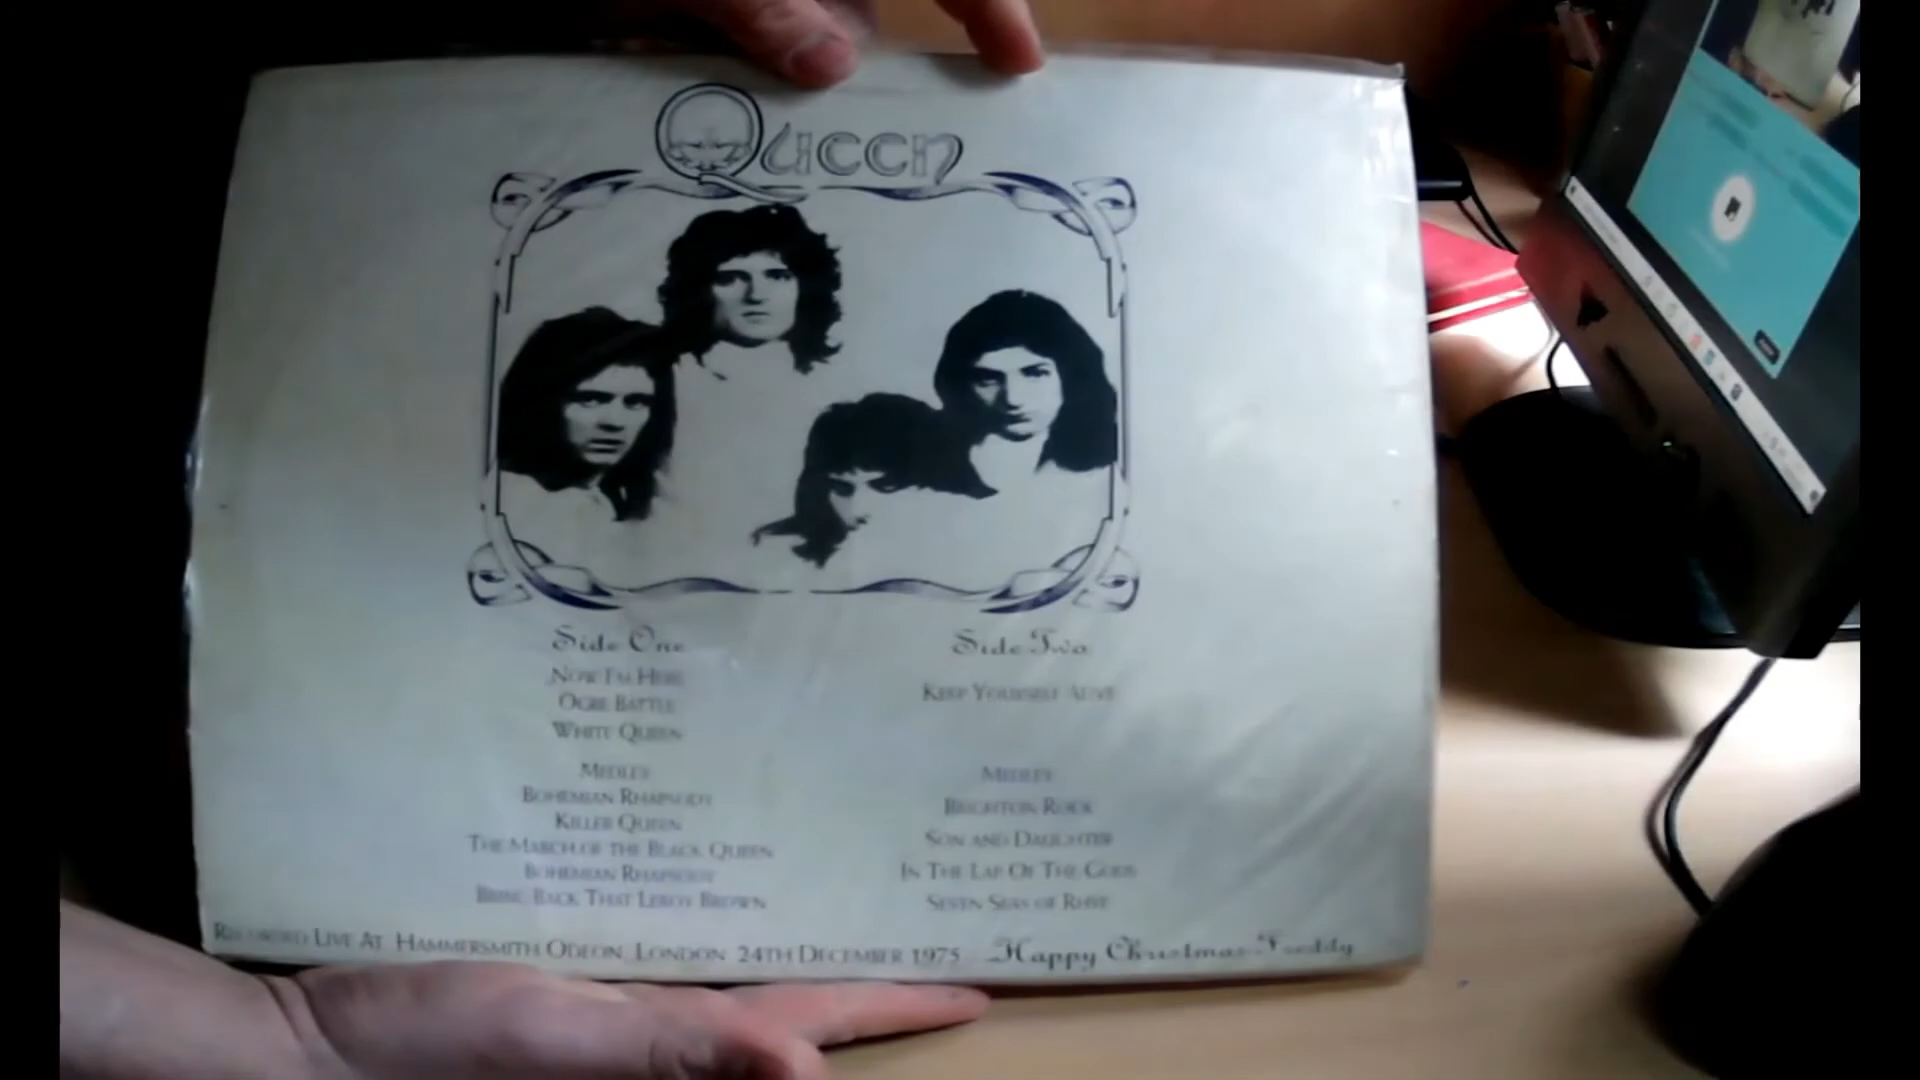 Queen
Side One
Now I'm Here
Ogre Battle
White Queen
Medley
Bohemian Rhapsody
Killer Queen
The March of the Black Queen
Bohemian Rhapsody
Bring Back That Leroy Brown
Side Two
Keep Yourself Alive
Medley
Brighton Rock
Son and Daughter
In The Lap Of The Gods
Seven Seas of Rhye
Recorded Live At Hammersmith Odeon London 24th December 1975 Happy Christmas Freddy